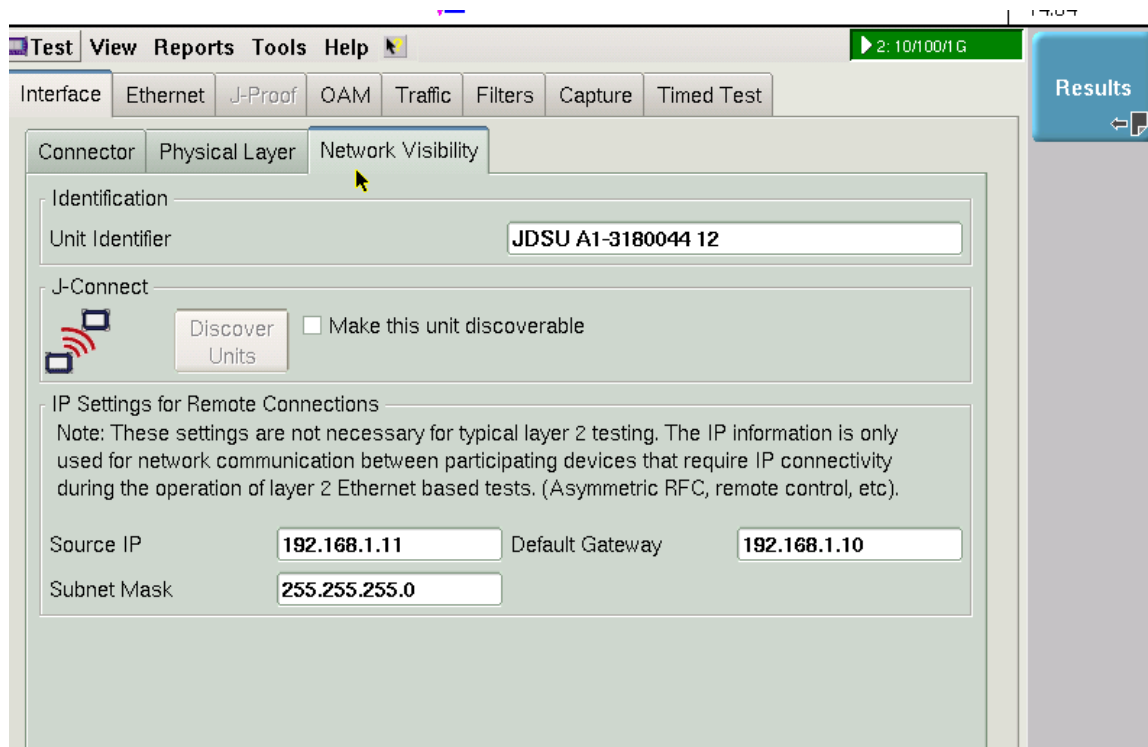 Test View Reports Tools Help
2: 10/100/1G
Results
Interface Ethernet J-Proof OAM Traffic Filters Capture Timed Test
Connector Physical Layer Network Visibility
Identification
Unit Identifier JDSU A1-3180044 12
J-Connect
Discover
Units
Make this unit discoverable
IP Settings for Remote Connections
Note: These settings are not necessary for typical layer 2 testing. The IP information is only
used for network communication between participating devices that require IP connectivity
during the operation of layer 2 Ethernet based tests. (Asymmetric RFC, remote control, etc).
Source IP 192.168.1.11 Default Gateway 192.168.1.10
Subnet Mask 255.255.255.0